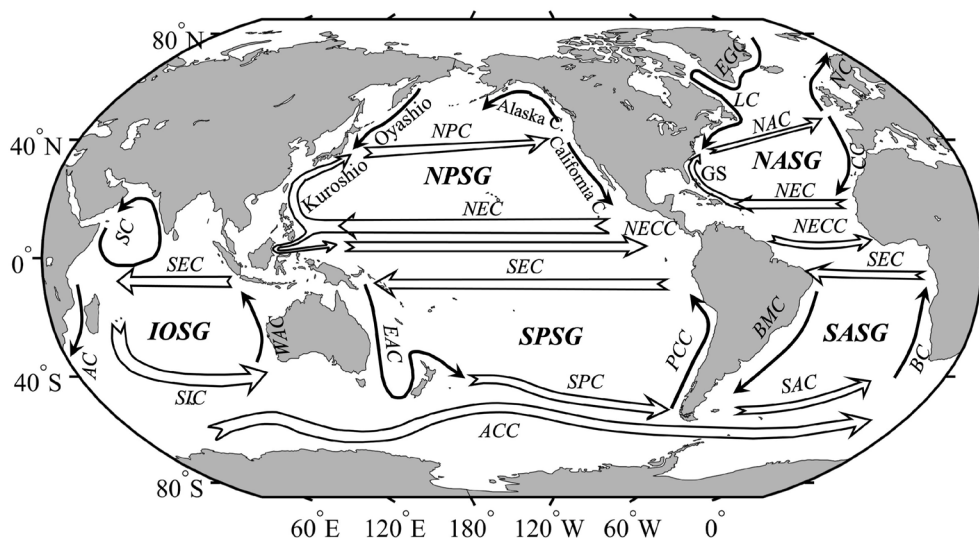 80°N
EGC
NC
LC
Alaska C.
Oyashio
NPC
NAC
40°N
CC
California C.
NPSG
NASG
GS
Kuroshio
NEC
NEC
SC
NECC
NECC
0°
SEC
SEC
SEC
IOSG
WAC
EAC
SPSG
PCC
BMC
SASG
BC
AC
40°S
SIC
SPC
SAC
ACC
80°S
60°E
120°E
180°
120°W
60°W
0°